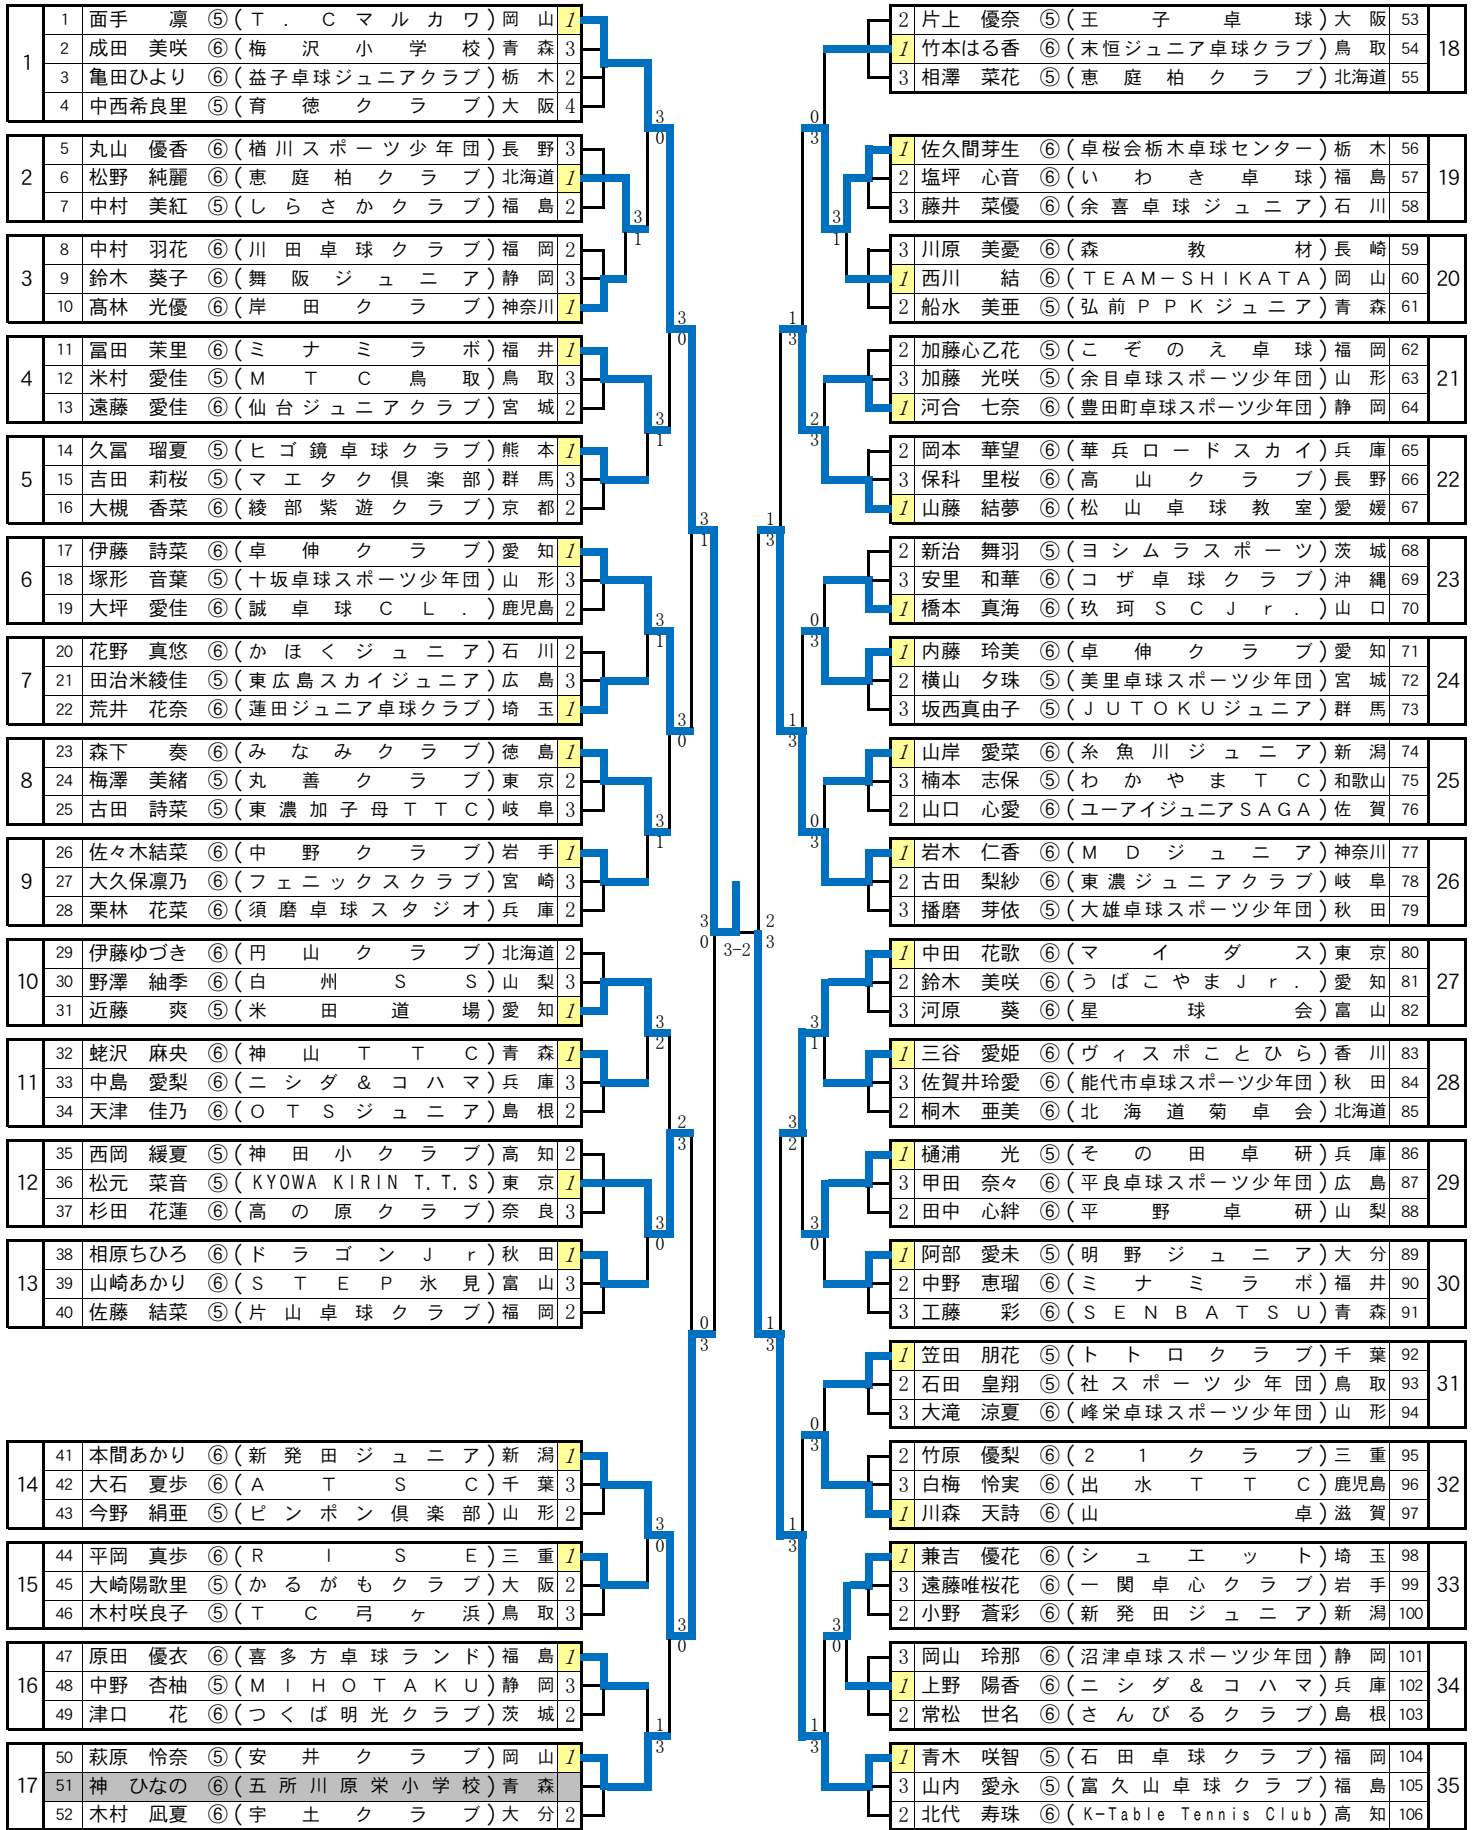 1
1 面手　凛 ⑤ (T.Cマルカワ) 岡山 1
2 成田 美咲 ⑥ (梅沢小学校) 青森 3
3 亀田ひより ⑥ (益子卓球ジュニアクラブ) 栃木 2
4 中西希良里 ⑤ (育徳クラブ) 大阪 4
2
5 丸山 優香 ⑥ (楢川スポーツ少年団) 長野 3
6 松野 純麗 ⑥ (恵庭柏クラブ) 北海道 1
7 中村 美紅 ⑤ (しらさかクラブ) 福島 2
3
8 中村 羽花 ⑥ (川田卓球クラブ) 福岡 2
9 鈴木 葵子 ⑥ (舞阪ジュニア) 静岡 3
10 髙林 光優 ⑥ (岸田クラブ) 神奈川 1
4
11 冨田 茉里 ⑥ (ミナミラボ) 福井 1
12 米村 愛佳 ⑤ (MTC鳥取) 鳥取 3
13 遠藤 愛佳 ⑥ (仙台ジュニアクラブ) 宮城 2
5
14 久冨 瑠夏 ⑤ (ヒゴ鏡卓球クラブ) 熊本 1
15 吉田 莉桜 ⑤ (マエタク倶楽部) 群馬 3
16 大槻 香菜 ⑥ (綾部紫遊クラブ) 京都 2
6
17 伊藤 詩菜 ⑥ (卓伸クラブ) 愛知 1
18 塚形 音葉 ⑤ (十坂卓球スポーツ少年団) 山形 3
19 大坪 愛佳 ⑥ (誠卓球CL.) 鹿児島 2
7
20 花野 真悠 ⑥ (かほくジュニア) 石川 2
21 田治米綾佳 ⑥ (東広島スカイジュニア) 広島 3
22 荒井 花奈 ⑥ (蓮田ジュニア卓球クラブ) 埼玉 1
8
23 森下　奏 ⑥ (みなみクラブ) 徳島 1
24 梅澤 美緒 ⑤ (丸善クラブ) 東京 2
25 古田 詩菜 ⑤ (東濃加子母TTC) 岐阜 3
9
26 佐々木結菜 ⑥ (中野クラブ) 岩手 1
27 大久保凛乃 ⑥ (フェニックスクラブ) 宮崎 3
28 栗林 花菜 ⑥ (須磨卓球スタジオ) 兵庫 2
10
29 伊藤ゆづき ⑥ (円山クラブ) 北海道 2
30 野澤 紬季 ⑥ (白州SS) 山梨 3
31 近藤　爽 ⑤ (米田道場) 愛知 1
11
32 蛯沢 麻央 ⑥ (神山TTC) 青森 1
33 中島 愛梨 ⑥ (ニシダ&コハマ) 兵庫 3
34 天津 佳乃 ⑥ (OTSジュニア) 島根 2
12
35 西岡 緩夏 ⑤ (神田小クラブ) 高知 2
36 松元 菜音 ⑤ (KYOWA KIRIN T.T.S) 東京 1
37 杉田 花蓮 ⑥ (高の原クラブ) 奈良 3
13
38 相原ちひろ ⑥ (ドラゴンJr) 秋田 1
39 山崎あかり ⑥ (STEP氷見) 富山 3
40 佐藤 結菜 ⑤ (片山卓球クラブ) 福岡 2
14
41 本間あかり ⑥ (新発田ジュニア) 新潟 1
42 大石 夏歩 ⑥ (ATSC) 千葉 3
43 今野 絹亜 ⑤ (ピンポン倶楽部) 山形 2
15
44 平岡 真歩 ⑥ (RISE) 三重 1
45 大崎陽歌里 ⑤ (かるがもクラブ) 大阪 2
46 木村咲良子 ⑤ (TC弓ヶ浜) 鳥取 3
16
47 原田 優衣 ⑥ (喜多方卓球ランド) 福島 1
48 中野 杏柚 ⑤ (MIHOTAKU) 静岡 3
49 津口　花 ⑥ (つくば明光クラブ) 茨城 2
17
50 萩原 怜奈 ⑤ (安井クラブ) 岡山 1
51 神 ひなの ⑥ (五所川原栄小学校) 青森
52 木村 凪夏 ⑥ (宇土クラブ) 大分 2
3
0
3
1
3
0
3
1
3
1
3
1
3
0
3
1
3
0
3
2
2
3
3
0
0
3
3
0
3
0
1
3
3-2
2
3
0
3
3
1
1
3
2
3
1
3
0
3
1
3
0
3
3
1
3
2
3
0
1
3
0
3
1
3
3
0
1
3
2 片上 優奈 ⑤ (王子卓球) 大阪 53
1 竹本はる香 ⑥ (末恒ジュニア卓球クラブ) 鳥取 54
3 相澤 菜花 ⑤ (恵庭柏クラブ) 北海道 55
18
1 佐久間芽生 ⑥ (卓桜会栃木卓球センター) 栃木 56
2 塩坪 心音 ⑥ (いわき卓球) 福島 57
3 藤井 菜優 ⑥ (余喜卓球ジュニア) 石川 58
19
3 川原 美憂 ⑥ (森教材) 長崎 59
1 西川　結 ⑥ (TEAM－SHIKATA) 岡山 60
2 船水 美亜 ⑤ (弘前PPKジュニア) 青森 61
20
2 加藤心乙花 ⑤ (こぞのえ卓球) 福岡 62
3 加藤 光咲 ⑤ (余目卓球スポーツ少年団) 山形 63
1 河合 七奈 ⑥ (豊田町卓球スポーツ少年団) 静岡 64
21
2 岡本 華望 ⑥ (華兵ロードスカイ) 兵庫 65
3 保科 里桜 ⑥ (高山クラブ) 長野 66
1 山藤 結夢 ⑥ (松山卓球教室) 愛媛 67
22
2 新治 舞羽 ⑤ (ヨシムラスポーツ) 茨城 68
3 安里 和華 ⑥ (コザ卓球クラブ) 沖縄 69
1 橋本 真海 ⑥ (玖珂SCJr.) 山口 70
23
1 内藤 玲美 ⑥ (卓伸クラブ) 愛知 71
2 横山 夕珠 ⑤ (美里卓球スポーツ少年団) 宮城 72
3 坂西真由子 ⑤ (JUTOKUジュニア) 群馬 73
24
1 山岸 愛菜 ⑥ (糸魚川ジュニア) 新潟 74
3 楠本 志保 ⑤ (わかやまTC) 和歌山 75
2 山口 心愛 ⑥ (ユーアイジュニアSAGA) 佐賀 76
25
1 岩木 仁香 ⑥ (MDジュニア) 神奈川 77
2 古田 梨紗 ⑥ (東濃ジュニアクラブ) 岐阜 78
3 播磨 芽依 ⑤ (大雄卓球スポーツ少年団) 秋田 79
26
1 中田 花歌 ⑥ (マイダス) 東京 80
2 鈴木 美咲 ⑥ (うばこやまJr.) 愛知 81
3 河原　葵 ⑥ (星球会) 富山 82
27
1 三谷 愛姫 ⑥ (ヴィスポことひら) 香川 83
3 佐賀井玲愛 ⑥ (能代市卓球スポーツ少年団) 秋田 84
2 桐木 亜美 ⑥ (北海道菊卓会) 北海道 85
28
1 樋浦　光 ⑤ (その田卓研) 兵庫 86
3 甲田 奈々 ⑥ (平良卓球スポーツ少年団) 広島 87
2 田中 心絆 ⑥ (平野卓研) 山梨 88
29
1 阿部 愛未 ⑤ (明野ジュニア) 大分 89
2 中野 恵瑠 ⑥ (ミナミラボ) 福井 90
3 工藤　彩 ⑥ (SENBATSU) 青森 91
30
1 笠田 朋花 ⑤ (トトロクラブ) 千葉 92
2 石田 皇翔 ⑤ (社スポーツ少年団) 鳥取 93
3 大滝 涼夏 ⑥ (峰栄卓球スポーツ少年団) 山形 94
31
2 竹原 優梨 ⑥ (21クラブ) 三重 95
3 白梅 怜実 ⑥ (出水TTC) 鹿児島 96
1 川森 天詩 ⑥ (山卓) 滋賀 97
32
1 兼吉 優花 ⑥ (シュエット) 埼玉 98
3 遠藤唯桜花 ⑥ (一関卓心クラブ) 岩手 99
2 小野 蒼彩 ⑥ (新発田ジュニア) 新潟 100
33
3 岡山 玲那 ⑥ (沼津卓球スポーツ少年団) 静岡 101
1 上野 陽香 ⑥ (ニシダ&コハマ) 兵庫 102
2 常松 世名 ⑥ (さんびるクラブ) 島根 103
34
1 青木 咲智 ⑤ (石田卓球クラブ) 福岡 104
3 山内 愛永 ⑤ (富久山卓球クラブ) 福島 105
2 北代 寿珠 ⑥ (K-Table Tennis Club) 高知 106
35